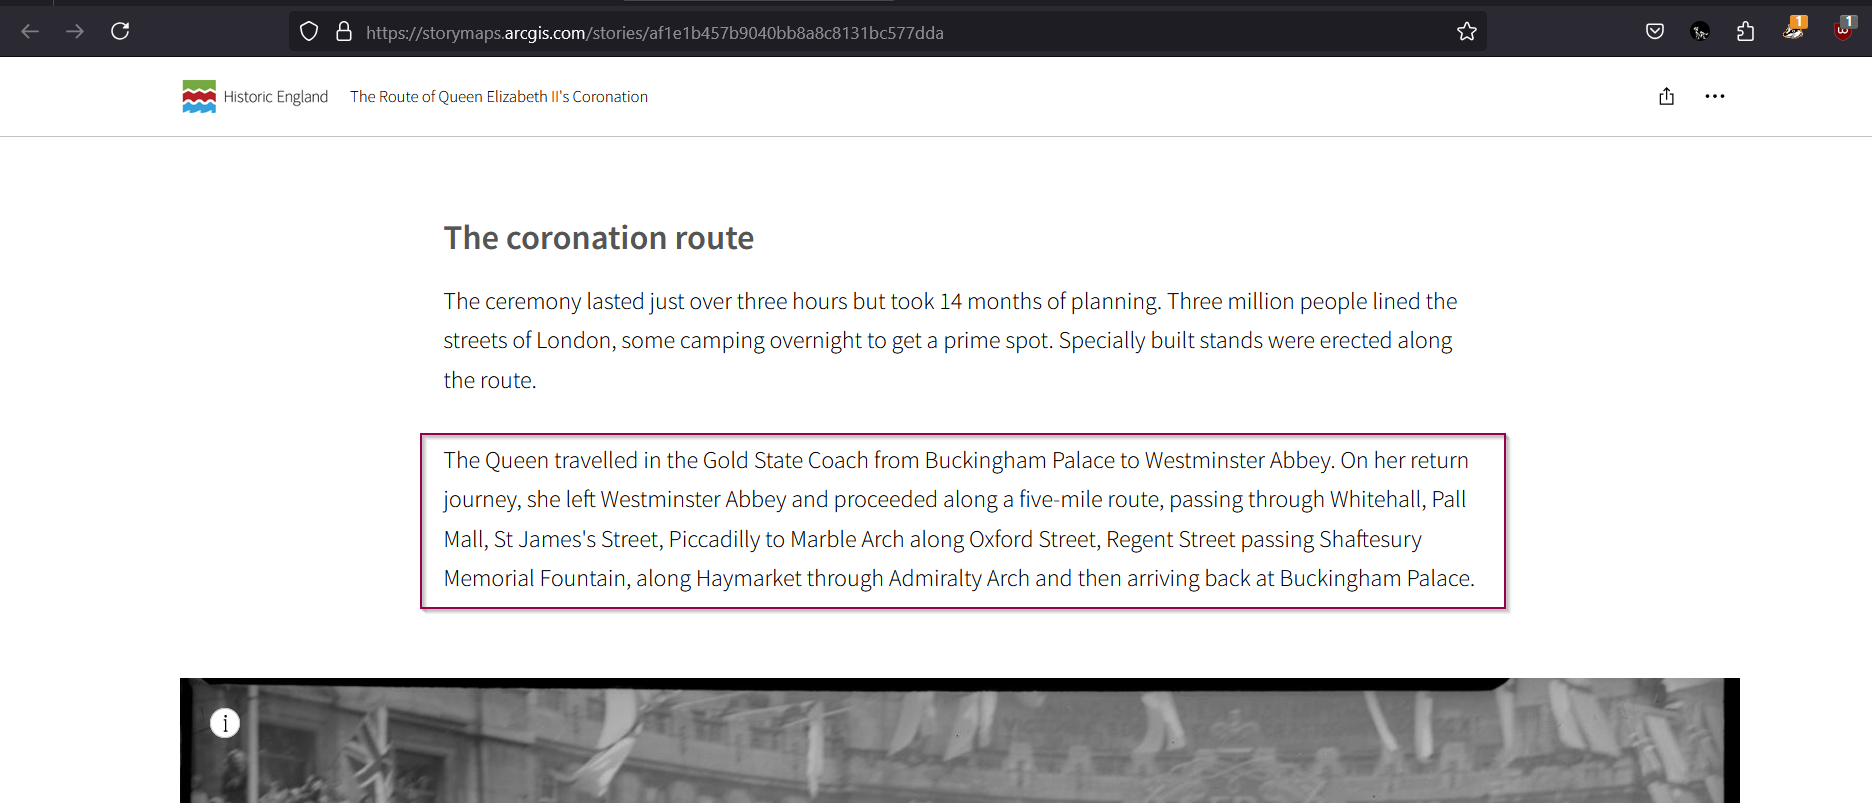 https://storymaps.arcgis.com/stories/af1e1b457b9040bb8a8c8131bc577dda
1
1
Historic England
The Route of Queen Elizabeth II's Coronation
The coronation route
The ceremony lasted just over three hours but took 14 months of planning. Three million people lined the
streets of London, some camping overnight to get a prime spot. Specially built stands were erected along
the route.
The Queen travelled in the Gold State Coach from Buckingham Palace to Westminster Abbey. On her return
journey, she left Westminster Abbey and proceeded along a five-mile route, passing through Whitehall, Pall
Mall, St James's Street, Piccadilly to Marble Arch along Oxford Street, Regent Street passing Shaftesury
Memorial Fountain, along Haymarket through Admiralty Arch and then arriving back at Buckingham Palace.
i